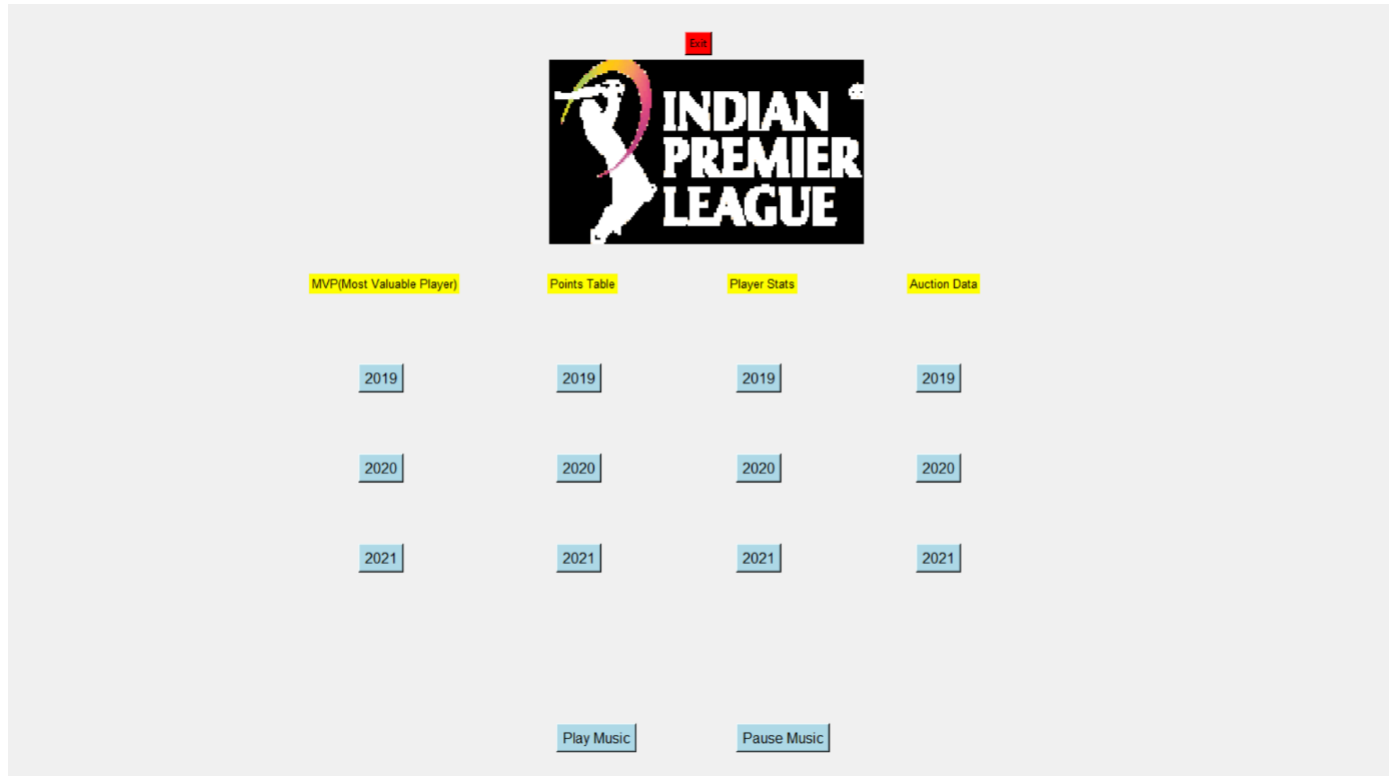 Exit
INDIAN
PREMIER
LEAGUE
MVP(Most Valuable Player) Points Table Player Stats Auction Data
2019 2019 2019 2019
2020 2020 2020 2020
2021 2021 2021 2021
Play Music Pause Music